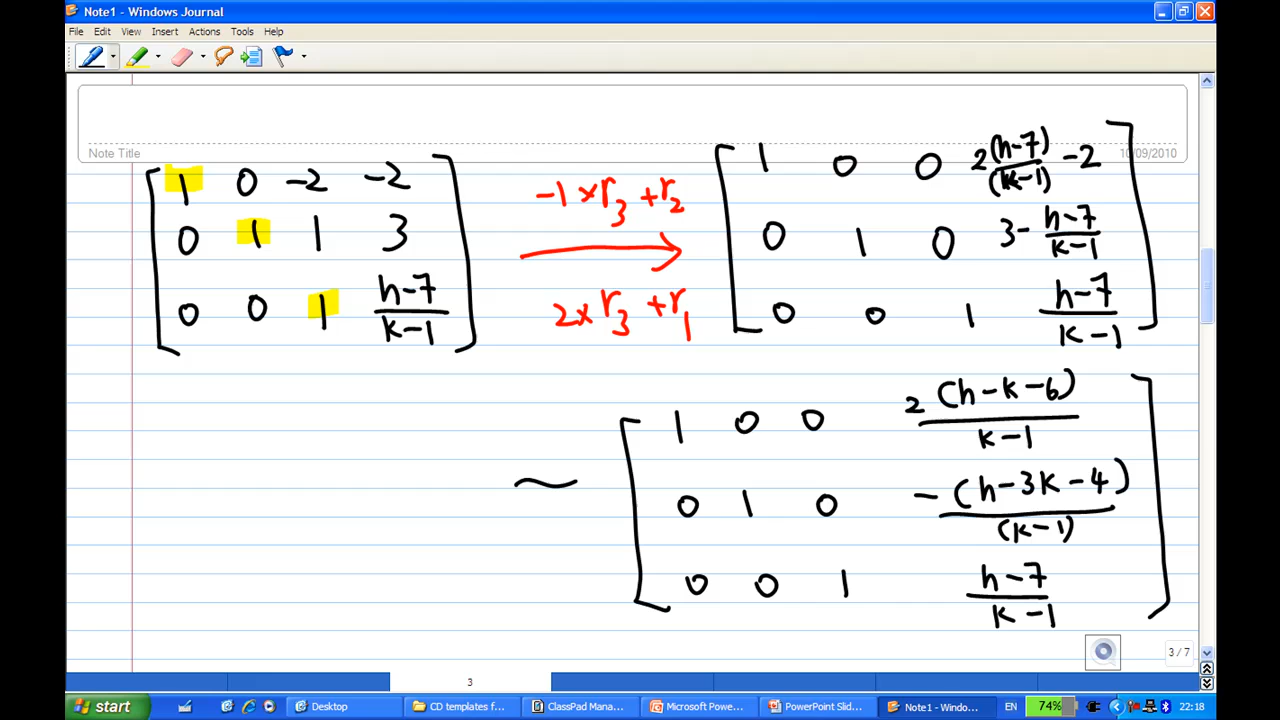 Note1 - Windows Journal
File Edit View Insert Actions Tools Help
Note Title
10/09/2010
1 0 -2 -2
0 1 1 3
0 0 1 h-7/k-1
-1 × r3 + r2
2 × r3 + r1
1 0 0 2(h-7)/(k-1) -2
0 1 0 3- h-7/k-1
0 0 1 h-7/k-1
~
1 0 0 2(h-k-6)/k-1
0 1 0 -(h-3k-4)/(k-1)
0 0 1 h-7/k-1
3 / 7
3
start Desktop CD templates f... ClassPad Mana... Microsoft Powe... PowerPoint Slid... Note1 - Windo... EN 74% 22:18